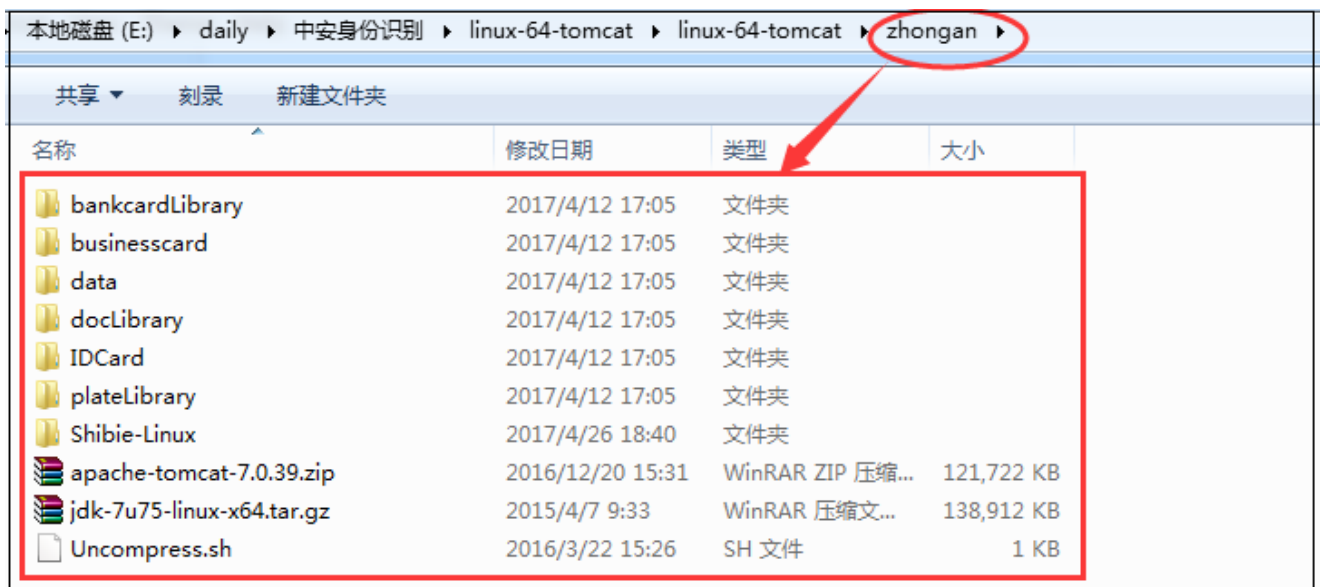 本地磁盘 (E:) ▸ daily ▸ 中安身份识别 ▸ linux-64-tomcat ▸ linux-64-tomcat ▸ zhongan ▸
共享 ▾ 刻录 新建文件夹
名称 修改日期 类型 大小
bankcardLibrary 2017/4/12 17:05 文件夹
businesscard 2017/4/12 17:05 文件夹
data 2017/4/12 17:05 文件夹
docLibrary 2017/4/12 17:05 文件夹
IDCard 2017/4/12 17:05 文件夹
plateLibrary 2017/4/12 17:05 文件夹
Shibie-Linux 2017/4/26 18:40 文件夹
apache-tomcat-7.0.39.zip 2016/12/20 15:31 WinRAR ZIP 压缩... 121,722 KB
jdk-7u75-linux-x64.tar.gz 2015/4/7 9:33 WinRAR 压缩文... 138,912 KB
Uncompress.sh 2016/3/22 15:26 SH 文件 1 KB